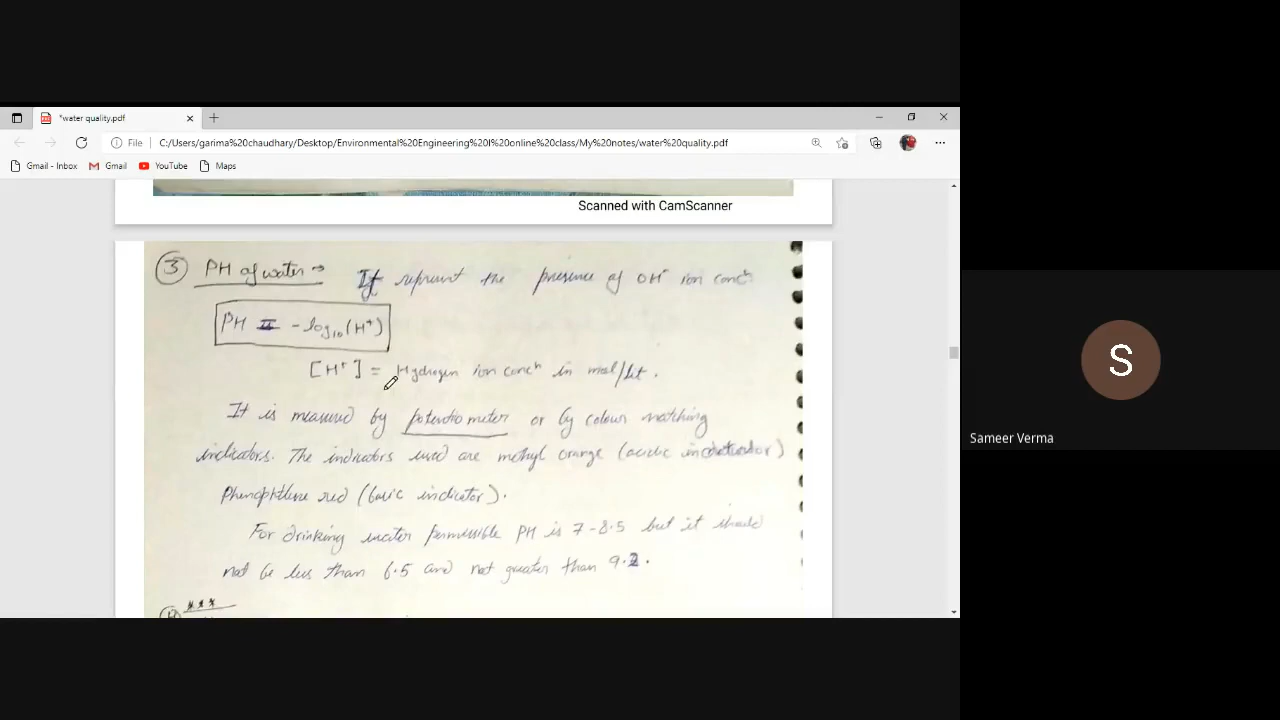 *water quality.pdf
File
C:/Users/garima%20chaudhary/Desktop/Environmental%20Engineering%20I%20online%20class/My%20notes/water%20quality.pdf
Gmail - Inbox Gmail YouTube Maps
Scanned with CamScanner
③ PH of water → It represent the presence of OH⁻ ion concⁿ
PH = -log₁₀(H⁺)
[H⁺] = Hydrogen ion concⁿ in mol/lit.
It is measured by potentiometer or by colour matching
indicators. The indicators used are methyl orange (acidic indicator)
red (basic indicator).
For drinking water permissible PH is 7-8.5 but it should
not be less than 6.5 and not greater than 9.2.
***
S
Sameer Verma